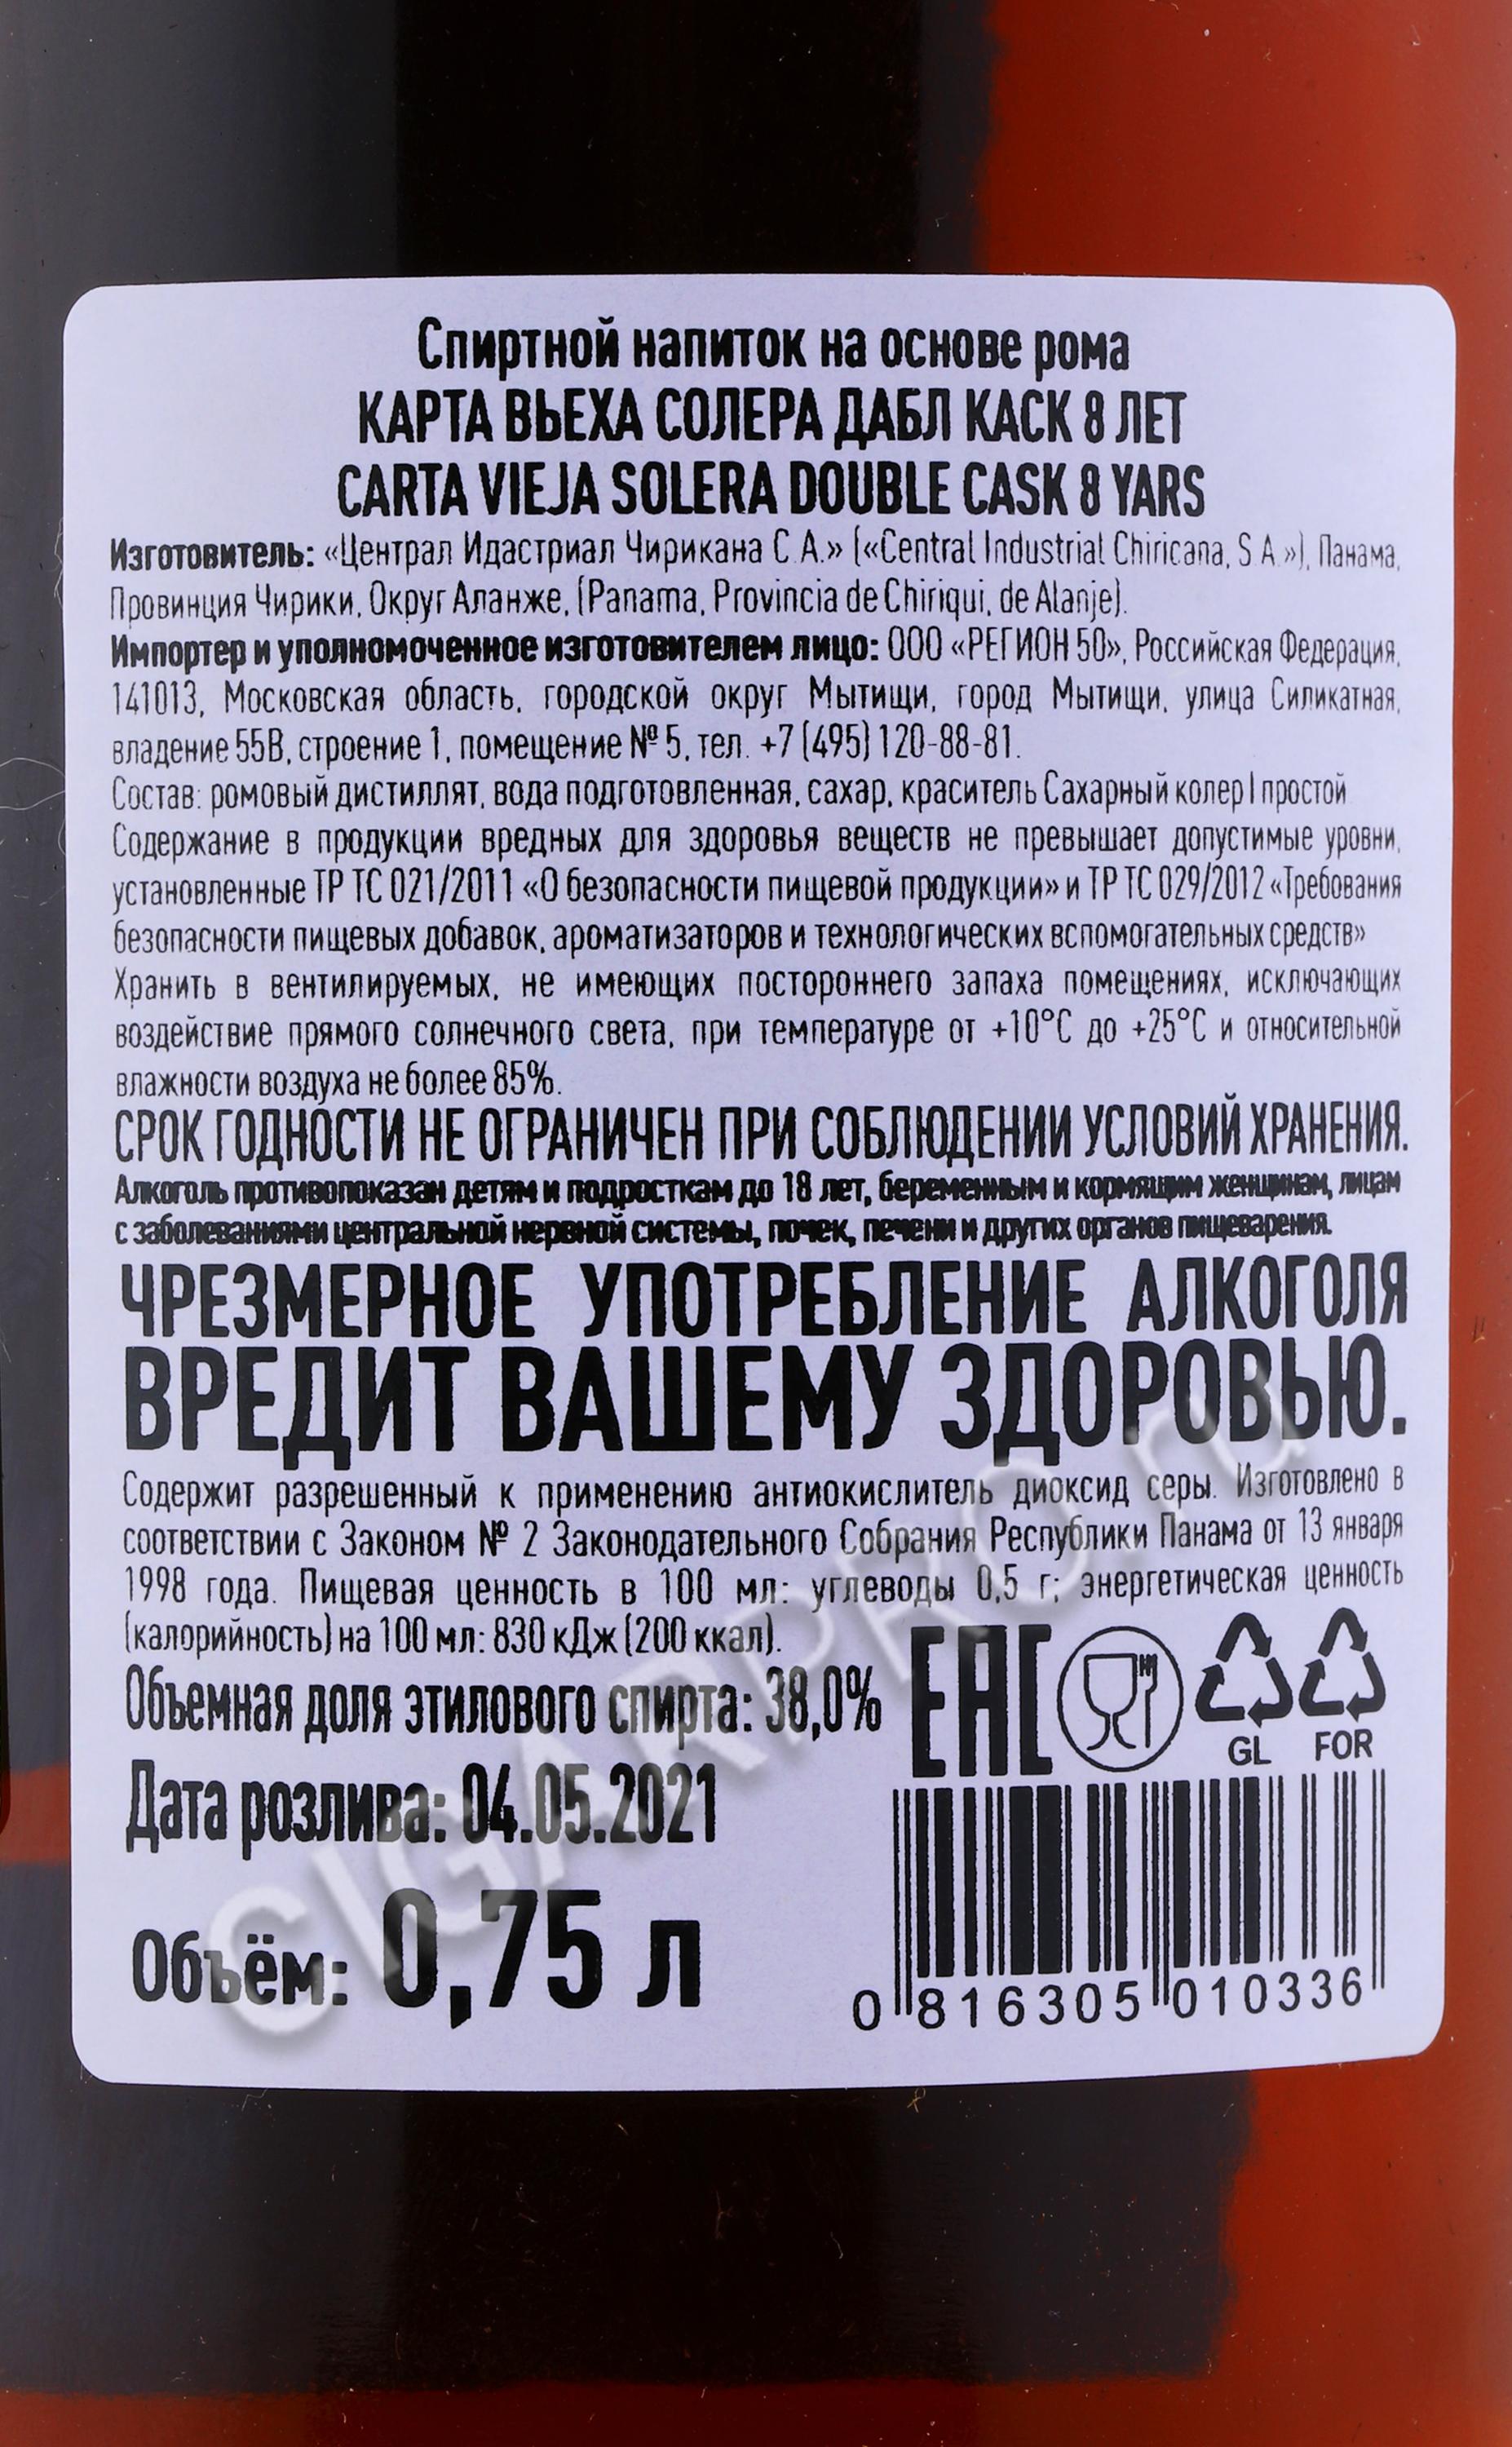 Спиртной напиток на основе рома
КАРТА ВЬЕХА СОЛЕРА ДАБЛ КАСК 8 ЛЕТ
CARTA VIEJA SOLERA DOUBLE CASK 8 YARS
Изготовитель: «Централ Идастриал Чирикана С.А.» («Central Industrial Chiricana, S.A.»), Панама,
Провинция Чирики, Округ Аланже, (Panama, Provincia de Chiriqui, de Alanje).
Импортер и уполномоченное изготовителем лицо: ООО «РЕГИОН 50», Российская Федерация,
141013, Московская область, городской округ Мытищи, город Мытищи, улица Силикатная,
владение 55В, строение 1, помещение № 5, тел. +7 (495) 120-88-81.
Состав: ромовый дистиллят, вода подготовленная, сахар, краситель Сахарный колер I простой
Содержание в продукции вредных для здоровья веществ не превышает допустимые уровни,
установленные ТР ТС 021/2011 «О безопасности пищевой продукции» и ТР ТС 029/2012 «Требования
безопасности пищевых добавок, ароматизаторов и технологических вспомогательных средств»
Хранить в вентилируемых, не имеющих постороннего запаха помещениях, исключающих
воздействие прямого солнечного света, при температуре от +10°С до +25°С и относительной
влажности воздуха не более 85%.
СРОК ГОДНОСТИ НЕ ОГРАНИЧЕН ПРИ СОБЛЮДЕНИИ УСЛОВИЙ ХРАНЕНИЯ.
Алкоголь противопоказан детям и подросткам до 18 лет, беременным и кормящим женщинам, лицам
с заболеваниями центральной нервной системы, почек, печени и других органов пищеварения.
ЧРЕЗМЕРНОЕ УПОТРЕБЛЕНИЕ АЛКОГОЛЯ
ВРЕДИТ ВАШЕМУ ЗДОРОВЬЮ.
Содержит разрешенный к применению антиокислитель диоксид серы. Изготовлено в
соответствии с Законом № 2 Законодательного Собрания Республики Панама от 13 января
1998 года. Пищевая ценность в 100 мл: углеводы 0,5 г; энергетическая ценность
(калорийность) на 100 мл: 830 кДж (200 ккал).
Объемная доля этилового спирта: 38,0%
EAC
GL FOR
Дата розлива: 04.05.2021
Объём: 0,75 л
0 816305 010336
CIGARPRO.ru